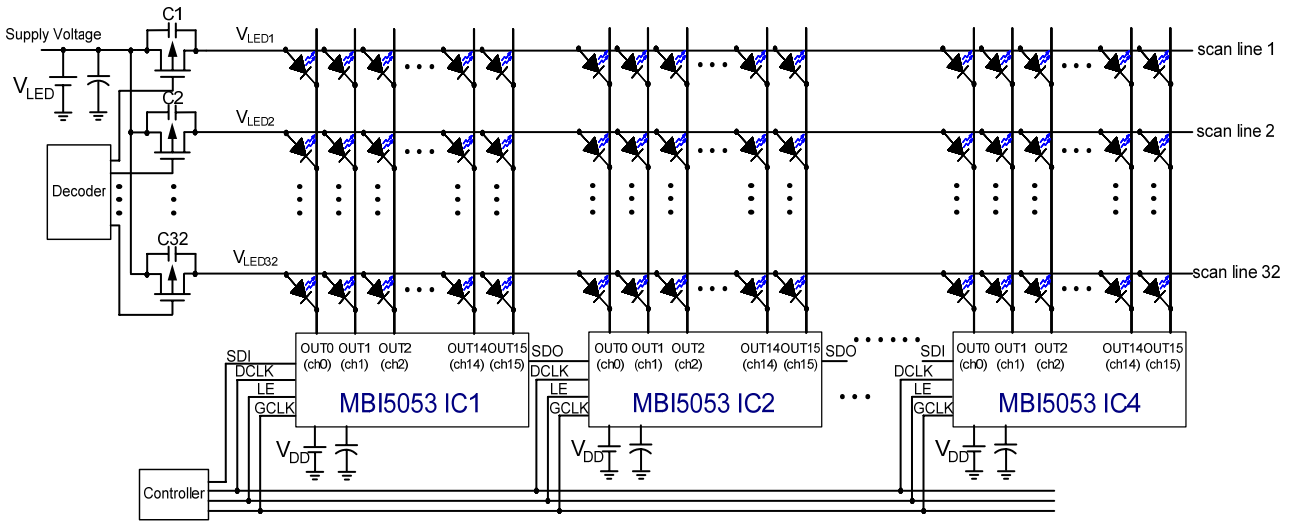 C1
Supply Voltage
VLED1
scan line 1
VLED
C2
VLED2
scan line 2
Decoder
C32
VLED32
scan line 32
OUT0 OUT1 OUT2 OUT14 OUT15
(ch0) (ch1) (ch2) (ch14) (ch15)
OUT0 OUT1 OUT2 OUT14 OUT15
(ch0) (ch1) (ch2) (ch14) (ch15)
OUT0 OUT1 OUT2 OUT14 OUT15
(ch0) (ch1) (ch2) (ch14) (ch15)
SDI
SDO
SDO
SDI
DCLK
DCLK
DCLK
LE
LE
LE
GCLK
GCLK
GCLK
MBI5053 IC1
MBI5053 IC2
MBI5053 IC4
VDD
VDD
VDD
Controller